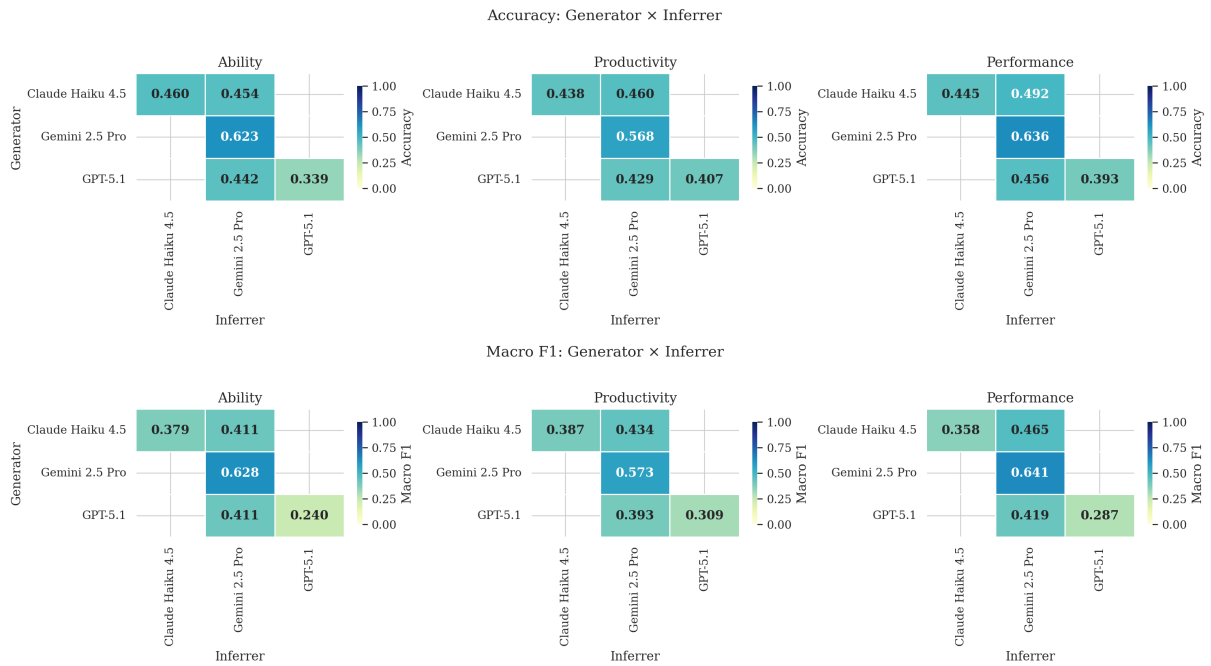 Accuracy: Generator × Inferrer
Ability
Generator
Claude Haiku 4.5
Gemini 2.5 Pro
GPT-5.1
0.460 0.454
0.623
0.442 0.339
Claude Haiku 4.5
Gemini 2.5 Pro
GPT-5.1
Inferrer
1.00
0.75
0.50
0.25
0.00
Accuracy
Productivity
Claude Haiku 4.5
Gemini 2.5 Pro
GPT-5.1
0.438 0.460
0.568
0.429 0.407
Claude Haiku 4.5
Gemini 2.5 Pro
GPT-5.1
Inferrer
1.00
0.75
0.50
0.25
0.00
Accuracy
Performance
Claude Haiku 4.5
Gemini 2.5 Pro
GPT-5.1
0.445 0.492
0.636
0.456 0.393
Claude Haiku 4.5
Gemini 2.5 Pro
GPT-5.1
Inferrer
1.00
0.75
0.50
0.25
0.00
Accuracy
Macro F1: Generator × Inferrer
Ability
Generator
Claude Haiku 4.5
Gemini 2.5 Pro
GPT-5.1
0.379 0.411
0.628
0.411 0.240
Claude Haiku 4.5
Gemini 2.5 Pro
GPT-5.1
Inferrer
1.00
0.75
0.50
0.25
0.00
Macro F1
Productivity
Claude Haiku 4.5
Gemini 2.5 Pro
GPT-5.1
0.387 0.434
0.573
0.393 0.309
Claude Haiku 4.5
Gemini 2.5 Pro
GPT-5.1
Inferrer
1.00
0.75
0.50
0.25
0.00
Macro F1
Performance
Claude Haiku 4.5
Gemini 2.5 Pro
GPT-5.1
0.358 0.465
0.641
0.419 0.287
Claude Haiku 4.5
Gemini 2.5 Pro
GPT-5.1
Inferrer
1.00
0.75
0.50
0.25
0.00
Macro F1